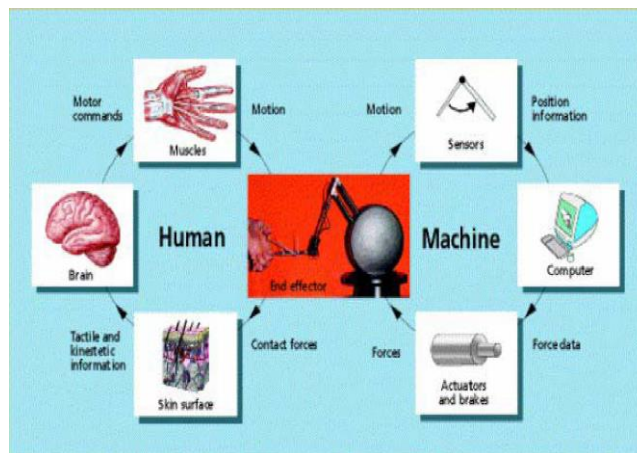 Motor
commands
Muscles
Motion
Motion
Sensors
Position
information
Brain
Human
End effector
Machine
Computer
Tactile and
kinestetic
information
Skin surface
Contact forces
Forces
Actuators
and brakes
Force data